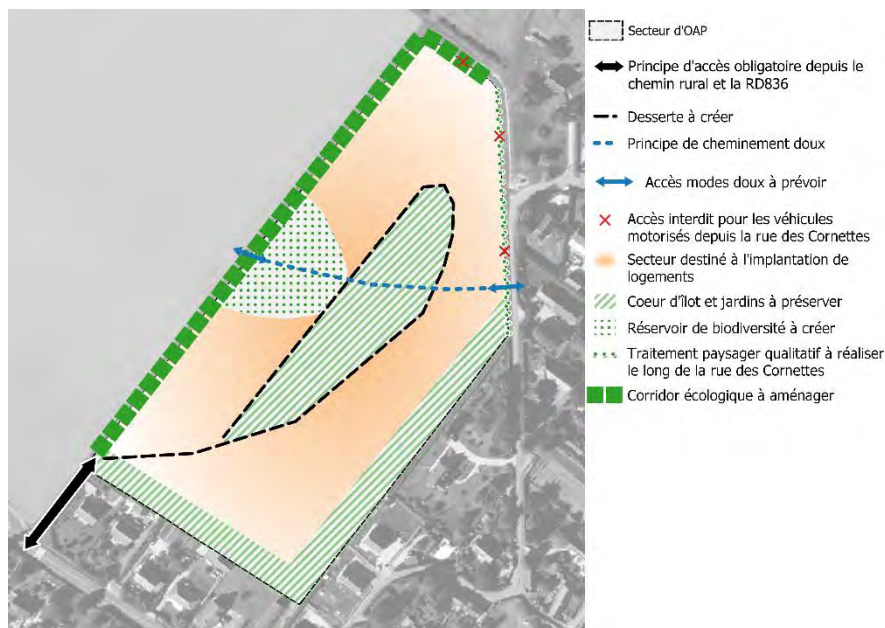 Secteur d'OAP
Principe d'accès obligatoire depuis le
chemin rural et la RD836
Desserte à créer
Principe de cheminement doux
Accès modes doux à prévoir
Accès interdit pour les véhicules
motorisés depuis la rue des Cornettes
Secteur destiné à l'implantation de
logements
Coeur d'îlot et jardins à préserver
Réservoir de biodiversité à créer
Traitement paysager qualitatif à réaliser
le long de la rue des Cornettes
Corridor écologique à aménager